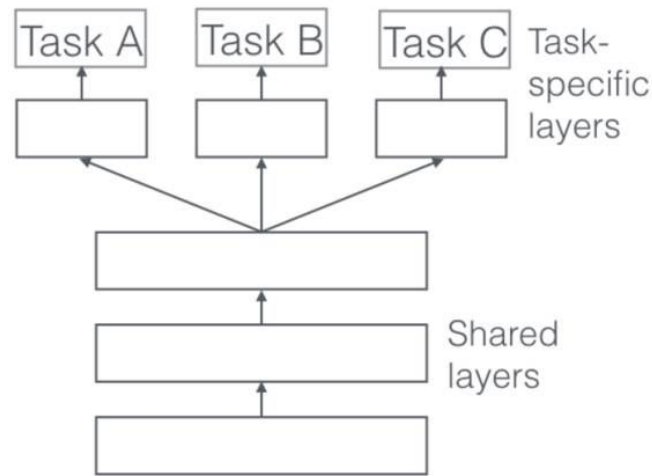 Task A
Task B
Task C
Task-
specific
layers
Shared
layers